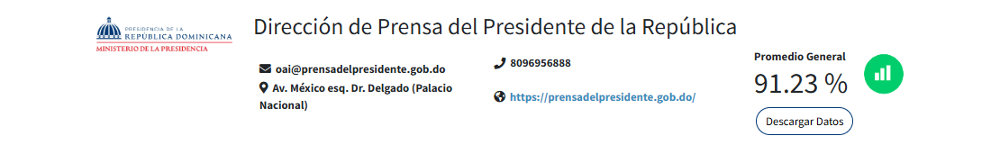 PRESIDENCIA DE LA
REPÚBLICA DOMINICANA
MINISTERIO DE LA PRESIDENCIA
Dirección de Prensa del Presidente de la República
oai@prensadelpresidente.gob.do
Av. México esq. Dr. Delgado (Palacio
Nacional)
8096956888
https://prensadelpresidente.gob.do/
Promedio General
91.23 %
Descargar Datos